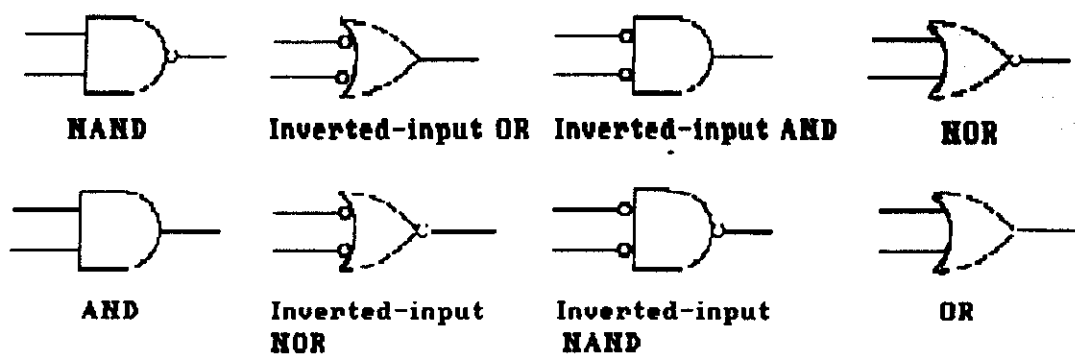 NAND
Inverted-input OR
Inverted-input AND
NOR
AND
Inverted-input
NOR
Inverted-input
NAND
OR